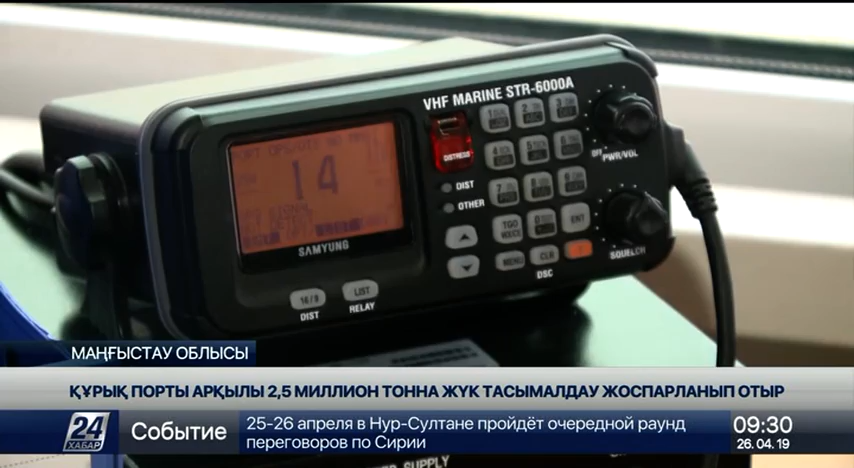 VHF MARINE STR-6000A
14
SAMYUNG
DISTRESS
DIST
OTHER
OFF PWR/VOL
SQUELCH
ENT
MENU
CLR
DSC
16/9
DIST
LIST
RELAY
МАҢҒЫСТАУ ОБЛЫСЫ
ҚҰРЫҚ ПОРТЫ АРҚЫЛЫ 2,5 МИЛЛИОН ТОННА ЖҮК ТАСЫМАЛДАУ ЖОСПАРЛАНЫП ОТЫР
24
ХАБАР
Событие
25-26 апреля в Нур-Султане пройдёт очередной раунд
переговоров по Сирии
09:30
26.04.19
SUPPLY